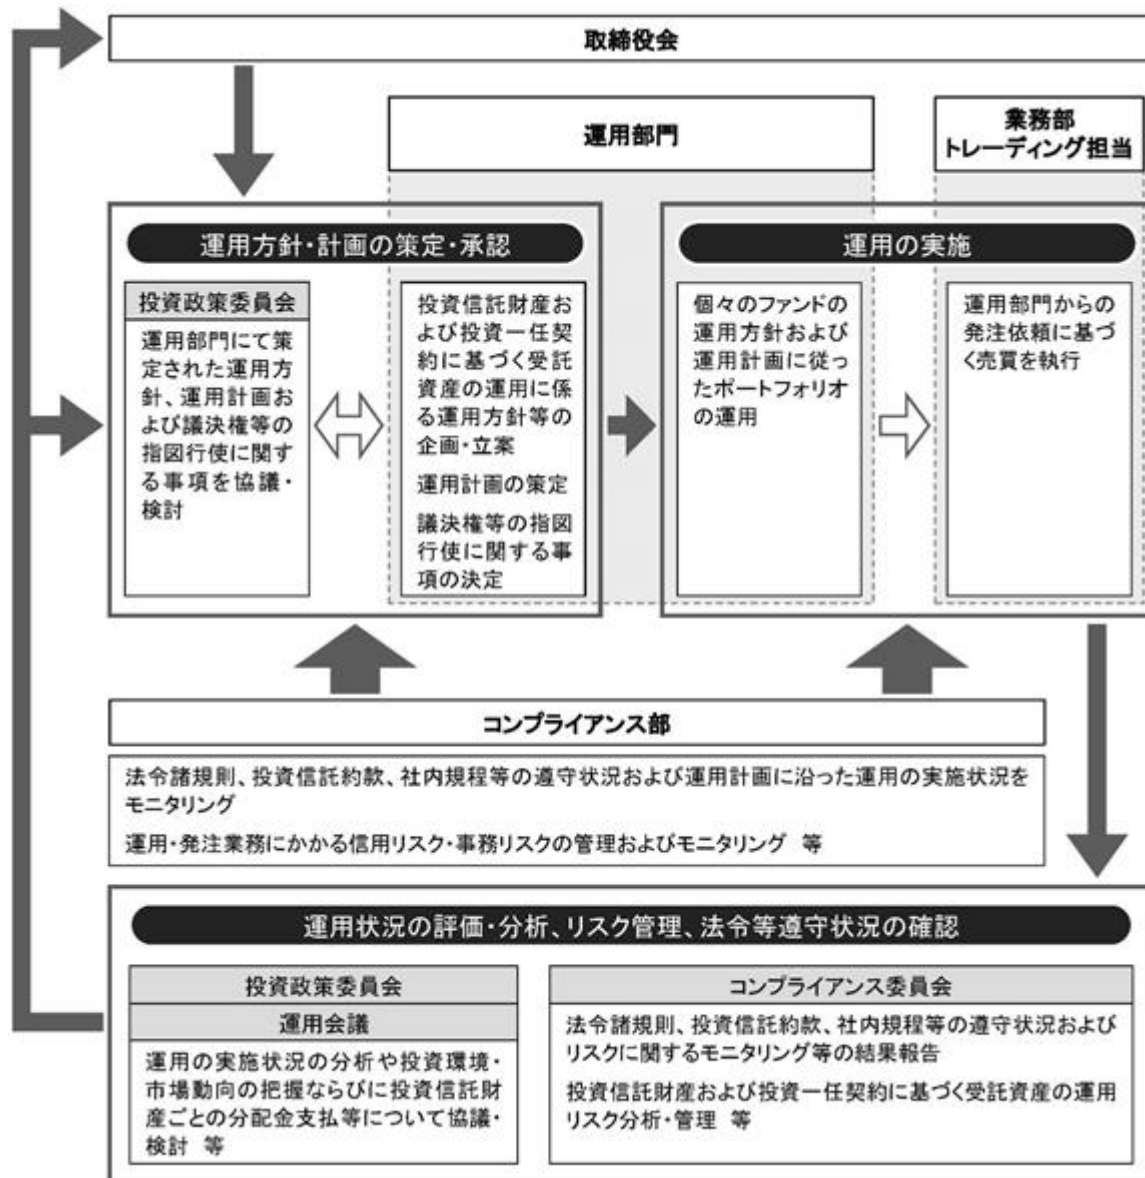 取締役会
運用部門
業務部
トレーディング担当
運用方針・計画の策定・承認
投資政策委員会
運用部門にて策
定された運用方
針、運用計画お
よび議決権等の
指図行使に関す
る事項を協議・
検討
投資信託財産お
よび投資一任契
約に基づく受託
資産の運用に係
る運用方針等の
企画・立案
運用計画の策定
議決権等の指図
行使に関する事
項の決定
運用の実施
個々のファンドの
運用方針および
運用計画に従っ
たポートフォリオ
の運用
運用部門からの
発注依頼に基づ
く売買を執行
コンプライアンス部
法令諸規則、投資信託約款、社内規程等の遵守状況および運用計画に沿った運用の実施状況を
モニタリング
運用・発注業務にかかる信用リスク・事務リスクの管理およびモニタリング 等
運用状況の評価・分析、リスク管理、法令等遵守状況の確認
投資政策委員会
運用会議
運用の実施状況の分析や投資環境・
市場動向の把握ならびに投資信託財
産ごとの分配金支払等について協議・
検討 等
コンプライアンス委員会
法令諸規則、投資信託約款、社内規程等の遵守状況および
リスクに関するモニタリング等の結果報告
投資信託財産および投資一任契約に基づく受託資産の運用
リスク分析・管理 等